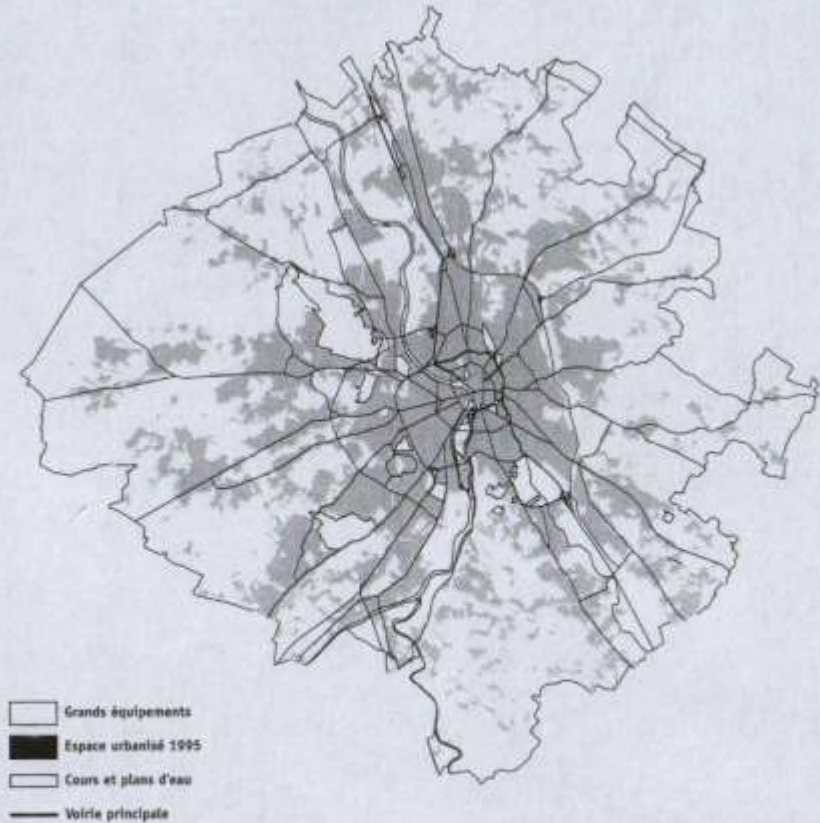 Grands équipements
Espace urbanisé 1995
Cours et plans d'eau
Voirie principale